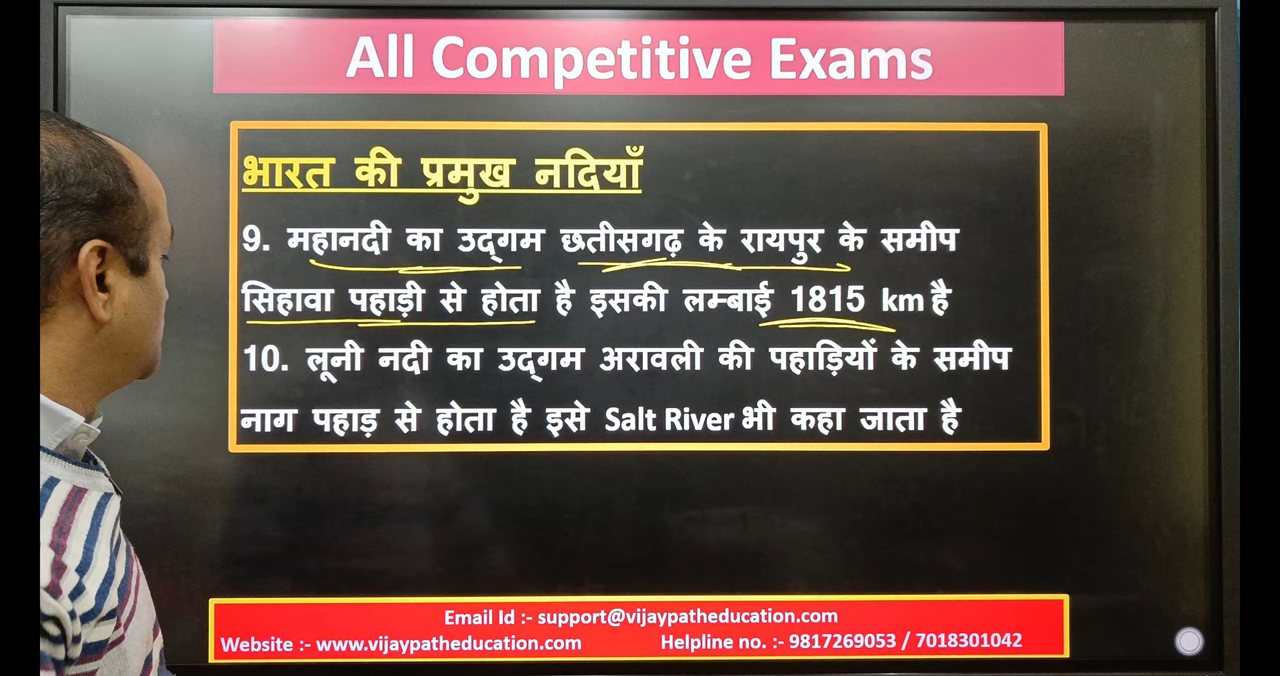 All Competitive Exams
भारत की प्रमुख नदियाँ
9. महानदी का उद्गम छतीसगढ़ के रायपुर के समीप
सिहावा पहाड़ी से होता है इसकी लम्बाई 1815 km है
10. लूनी नदी का उद्गम अरावली की पहाड़ियों के समीप
नाग पहाड़ से होता है इसे Salt River भी कहा जाता है
Email Id :- support@vijaypatheducation.com
Website :- www.vijaypatheducation.com Helpline no. :- 9817269053 / 7018301042